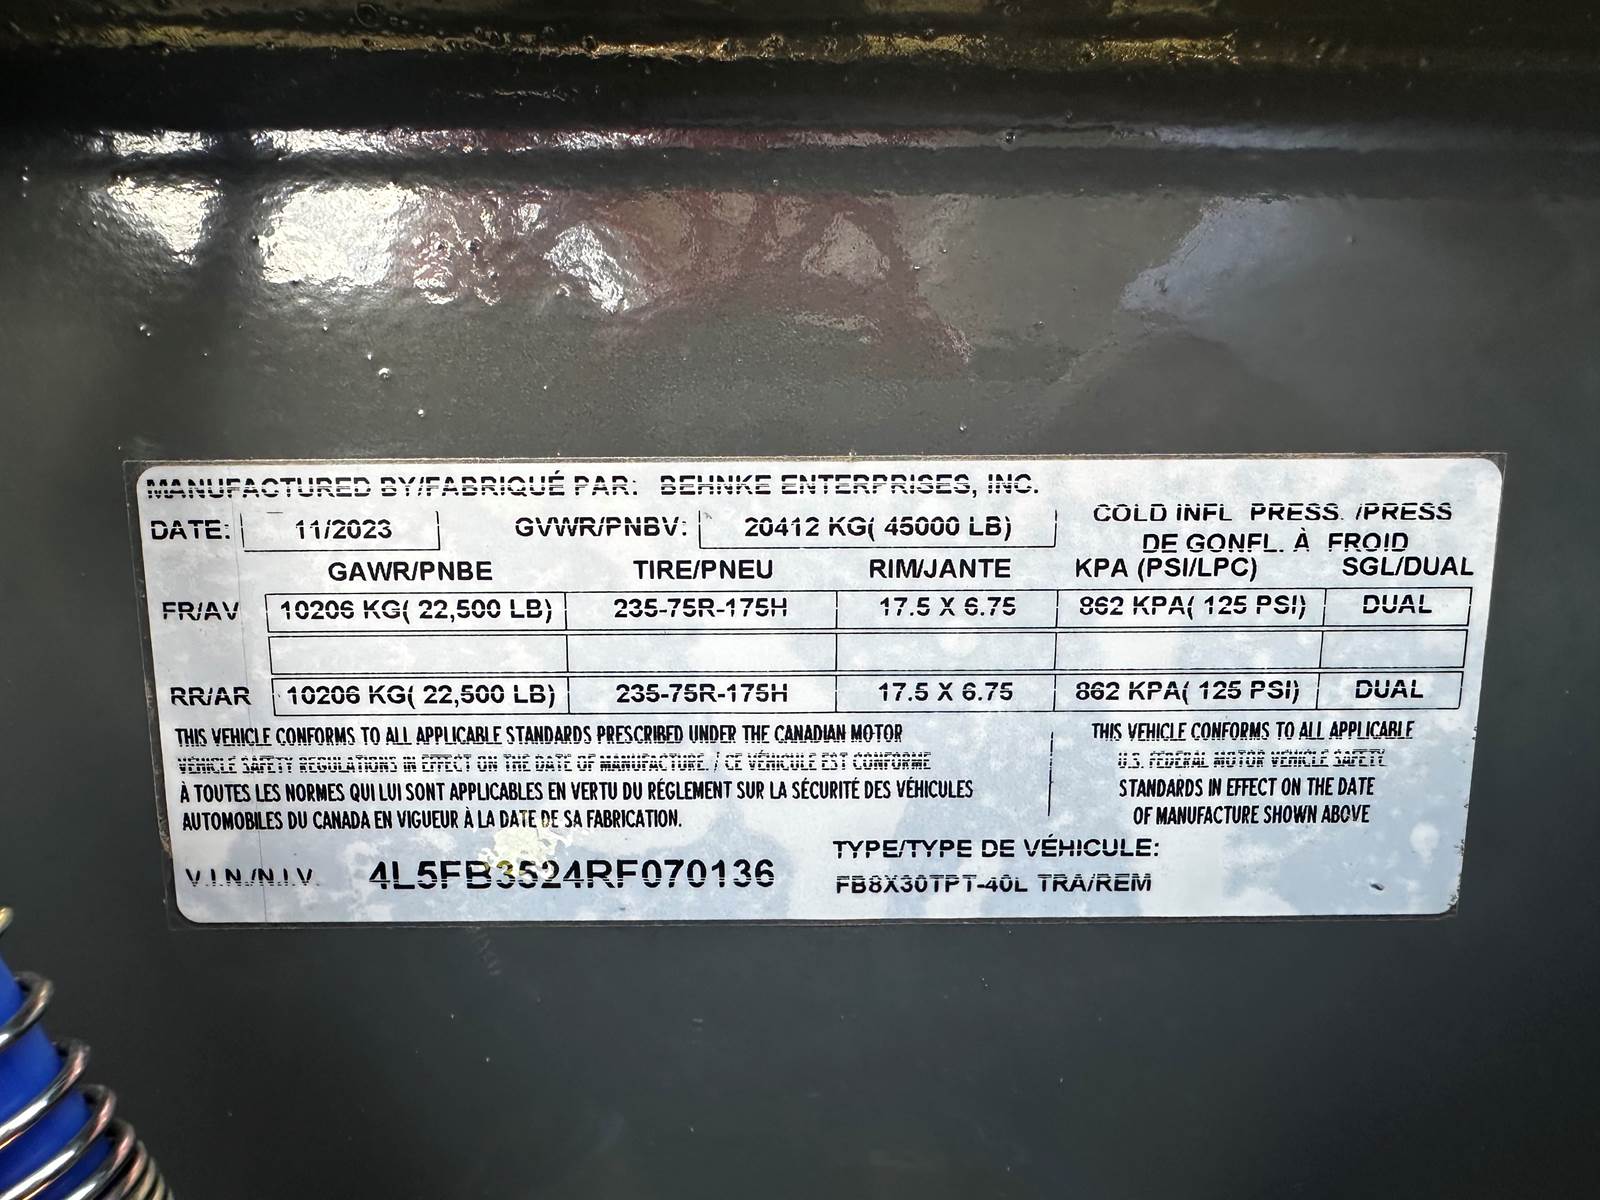 MANUFACTURED BY/FABRIQUÉ PAR: BEHNKE ENTERPRISES, INC.
DATE: 11/2023 GVWR/PNBV: 20412 KG( 45000 LB) COLD INFL PRESS. /PRESS
DE GONFL. À FROID
GAWR/PNBE TIRE/PNEU RIM/JANTE KPA (PSI/LPC) SGL/DUAL
FR/AV 10206 KG( 22,500 LB) 235-75R-175H 17.5 X 6.75 862 KPA( 125 PSI) DUAL
RR/AR 10206 KG( 22,500 LB) 235-75R-175H 17.5 X 6.75 862 KPA( 125 PSI) DUAL
THIS VEHICLE CONFORMS TO ALL APPLICABLE STANDARDS PRESCRIBED UNDER THE CANADIAN MOTOR
VEHICLE SAFETY REGULATIONS IN EFFECT ON THE DATE OF MANUFACTURE. / CE VÉHICULE EST CONFORME
À TOUTES LES NORMES QUI LUI SONT APPLICABLES EN VERTU DU RÉGLEMENT SUR LA SÉCURITÉ DES VÉHICULES
AUTOMOBILES DU CANADA EN VIGUEUR À LA DATE DE SA FABRICATION.
THIS VEHICLE CONFORMS TO ALL APPLICABLE
U.S. FEDERAL MOTOR VEHICLE SAFETY
STANDARDS IN EFFECT ON THE DATE
OF MANUFACTURE SHOWN ABOVE
V.I.N./N.I.V. 4L5FB3524RF070136
TYPE/TYPE DE VÉHICULE:
FB8X30TPT-40L TRA/REM